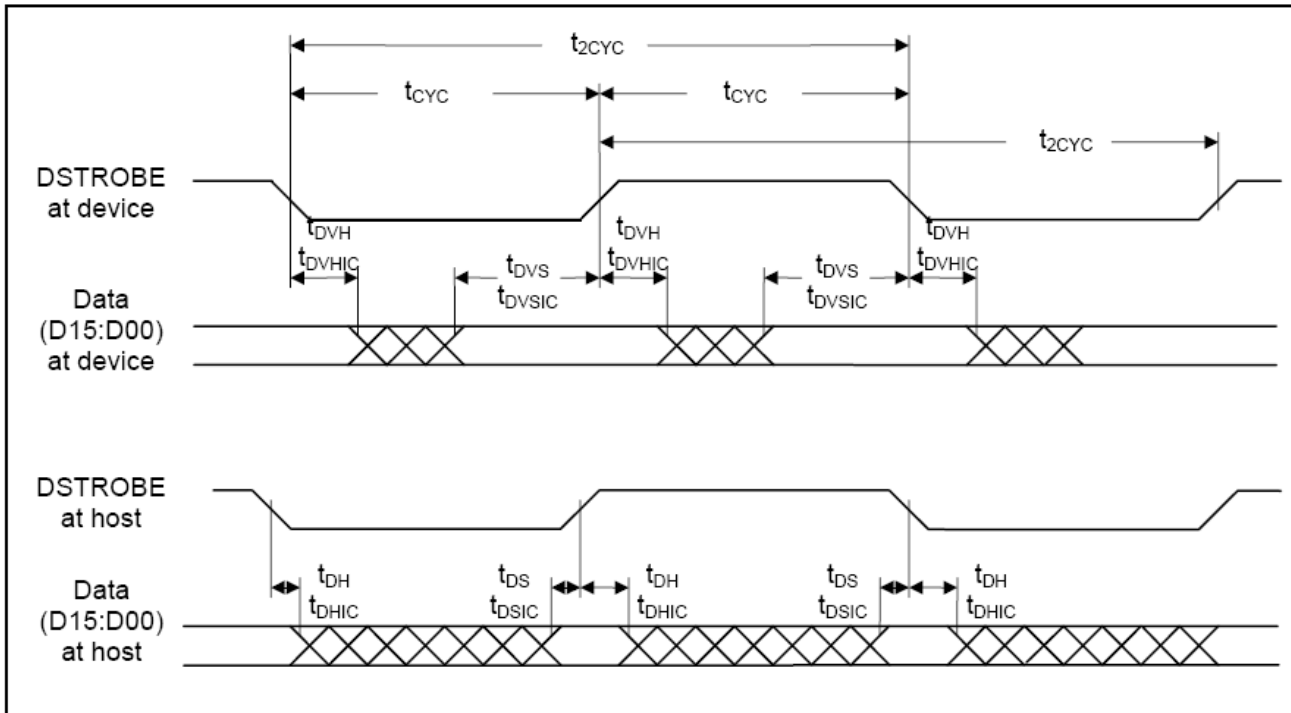 t2CYC
tCYC tCYC
t2CYC
DSTROBE
at device
tDVH tDVH tDVH
tDVHIC tDVS tDVHIC tDVS tDVHIC
tDVSIC tDVSIC
Data
(D15:D00)
at device
DSTROBE
at host
tDH tDS tDH tDS tDH
tDHIC tDSIC tDHIC tDSIC tDHIC
Data
(D15:D00)
at host